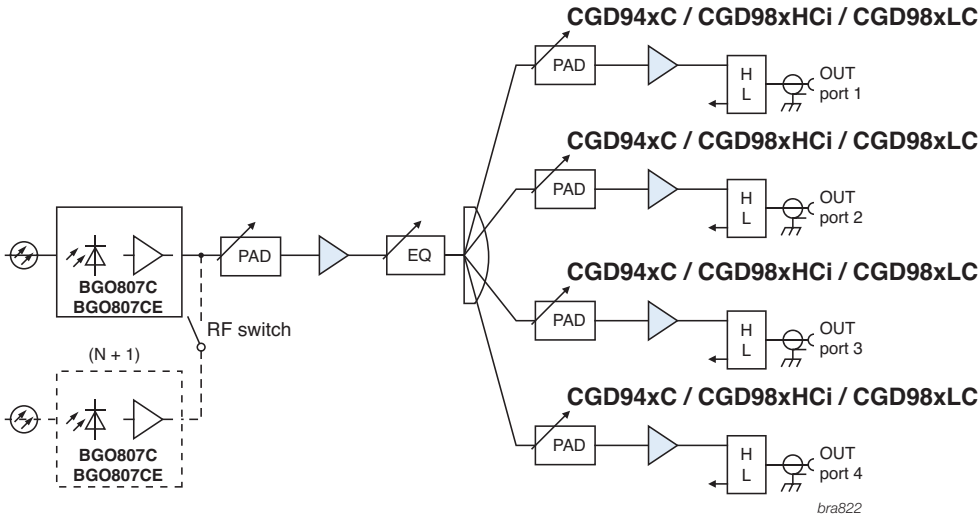 CGD94xC / CGD98xHCi / CGD98xLC
PAD
H
L
OUT
port 1
CGD94xC / CGD98xHCi / CGD98xLC
PAD
H
L
OUT
port 2
BGO807C
BGO807CE
PAD
EQ
CGD94xC / CGD98xHCi / CGD98xLC
PAD
H
L
OUT
port 3
RF switch
(N + 1)
BGO807C
BGO807CE
CGD94xC / CGD98xHCi / CGD98xLC
PAD
H
L
OUT
port 4
bra822